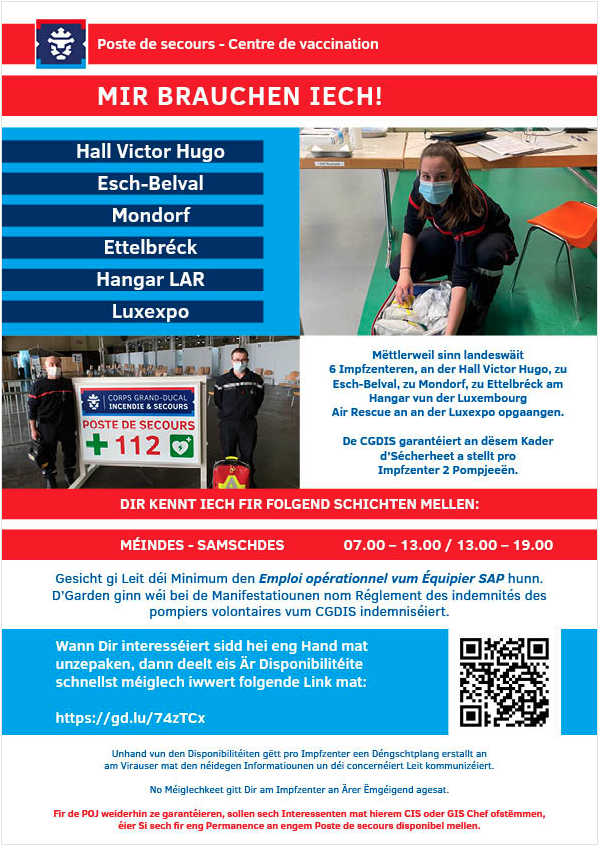 Poste de secours - Centre de vaccination
MIR BRAUCHEN IECH!
Hall Victor Hugo
Esch-Belval
Mondorf
Ettelbréck
Hangar LAR
Luxexpo
CORPS GRAND-DUCAL
INCENDIE & SECOURS
POSTE DE SECOURS
112
Mëttlerweil sinn landeswäit
6 Impfzenteren, an der Hall Victor Hugo, zu
Esch-Belval, zu Mondorf, zu Ettelbréck am
Hangar vun der Luxembourg
Air Rescue an an der Luxexpo opgaangen.
De CGDIS garantéiert an dësem Kader
d'Sécherheet a stellt pro
Impfzenter 2 Pompjeeën.
DIR KENNT IECH FIR FOLGEND SCHICHTEN MELLEN:
MÉINDES - SAMSCHDES 07.00 – 13.00 / 13.00 – 19.00
Gesicht gi Leit déi Minimum den Emploi opérationnel vum Équipier SAP hunn.
D'Garden ginn wéi bei de Manifestatiounen nom Réglement des indemnités des
pompiers volontaires vum CGDIS indemniséiert.
Wann Dir interesséiert sidd hei eng Hand mat
unzepaken, dann deelt eis Är Disponibilitéite
schnellst méiglech iwwert folgende Link mat:
https://gd.lu/74zTCx
Unhand vun den Disponibilitéiten gëtt pro Impfzenter een Déngschtplang erstallt an
am Virauser mat den néidegen Informatiounen un déi concernéiert Leit kommunizéiert.
No Méiglechkeet gitt Dir am Impfzenter an Ärer Ëmgéigend agesat.
Fir de POJ weiderhin ze garantéieren, sollen sech Interessenten mat hierem CIS oder GIS Chef ofstëmmen,
éier Si sech fir eng Permanence an engem Poste de secours disponibel mellen.